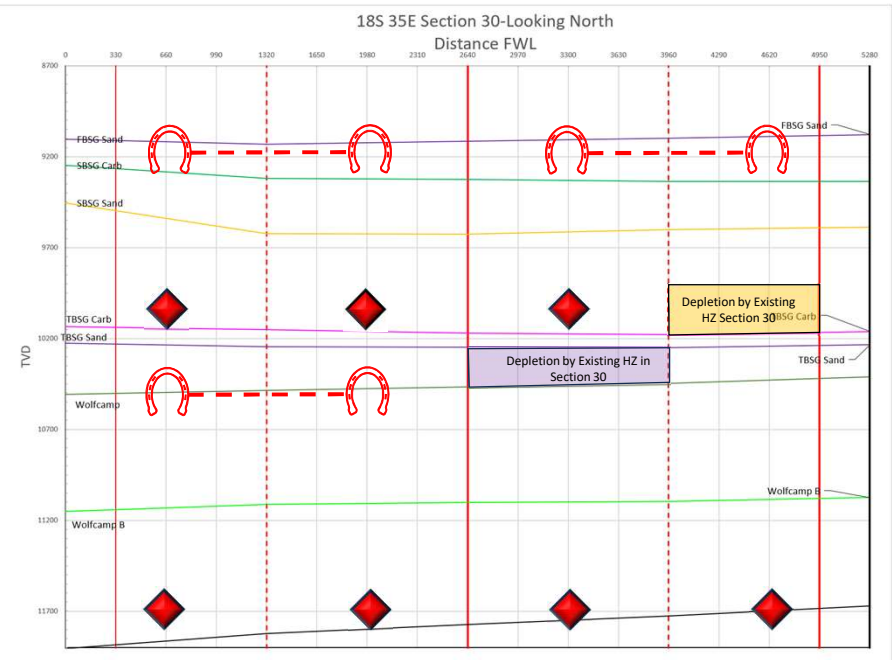 18S 35E Section 30-Looking North
Distance FWL
0 330 660 990 1320 1650 1980 2310 2640 2970 3300 3630 3960 4290 4620 4950 5280
8700
FBSG Sand
FBSG Sand
9200
SBSG Carb
SBSG Sand
9700
Depletion by Existing
HZ Section 30
TBSG Carb
TBSG Carb
10200
TBSG Sand
TVD
Depletion by Existing HZ in
Section 30
TBSG Sand
Wolfcamp
10700
Wolfcamp B
11200
Wolfcamp B
11700